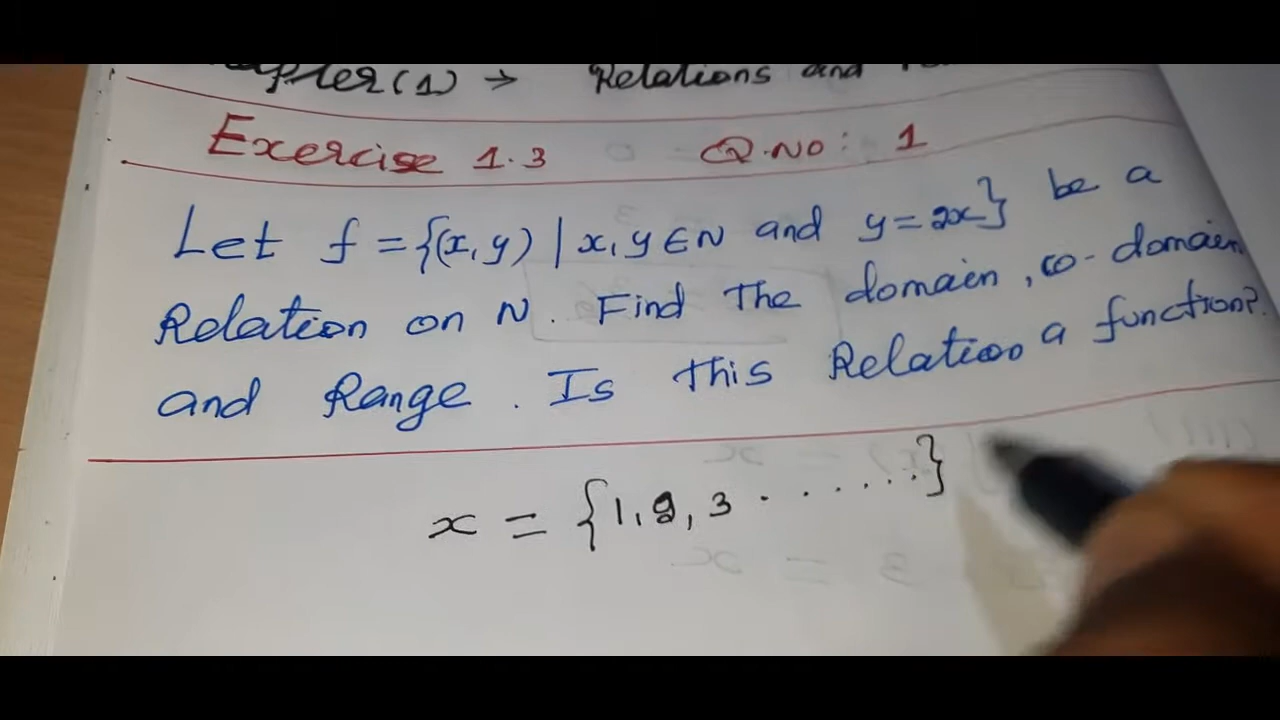 (1) → Relations and
Exercise 1.3 Q.NO: 1
Let f = {(x, y) | x, y ∈ N and y = 2x} be a
Relation on N. Find The domain, co-domain
and Range. Is This Relation a function?
x = {1, 2, 3 . . . . . . .}